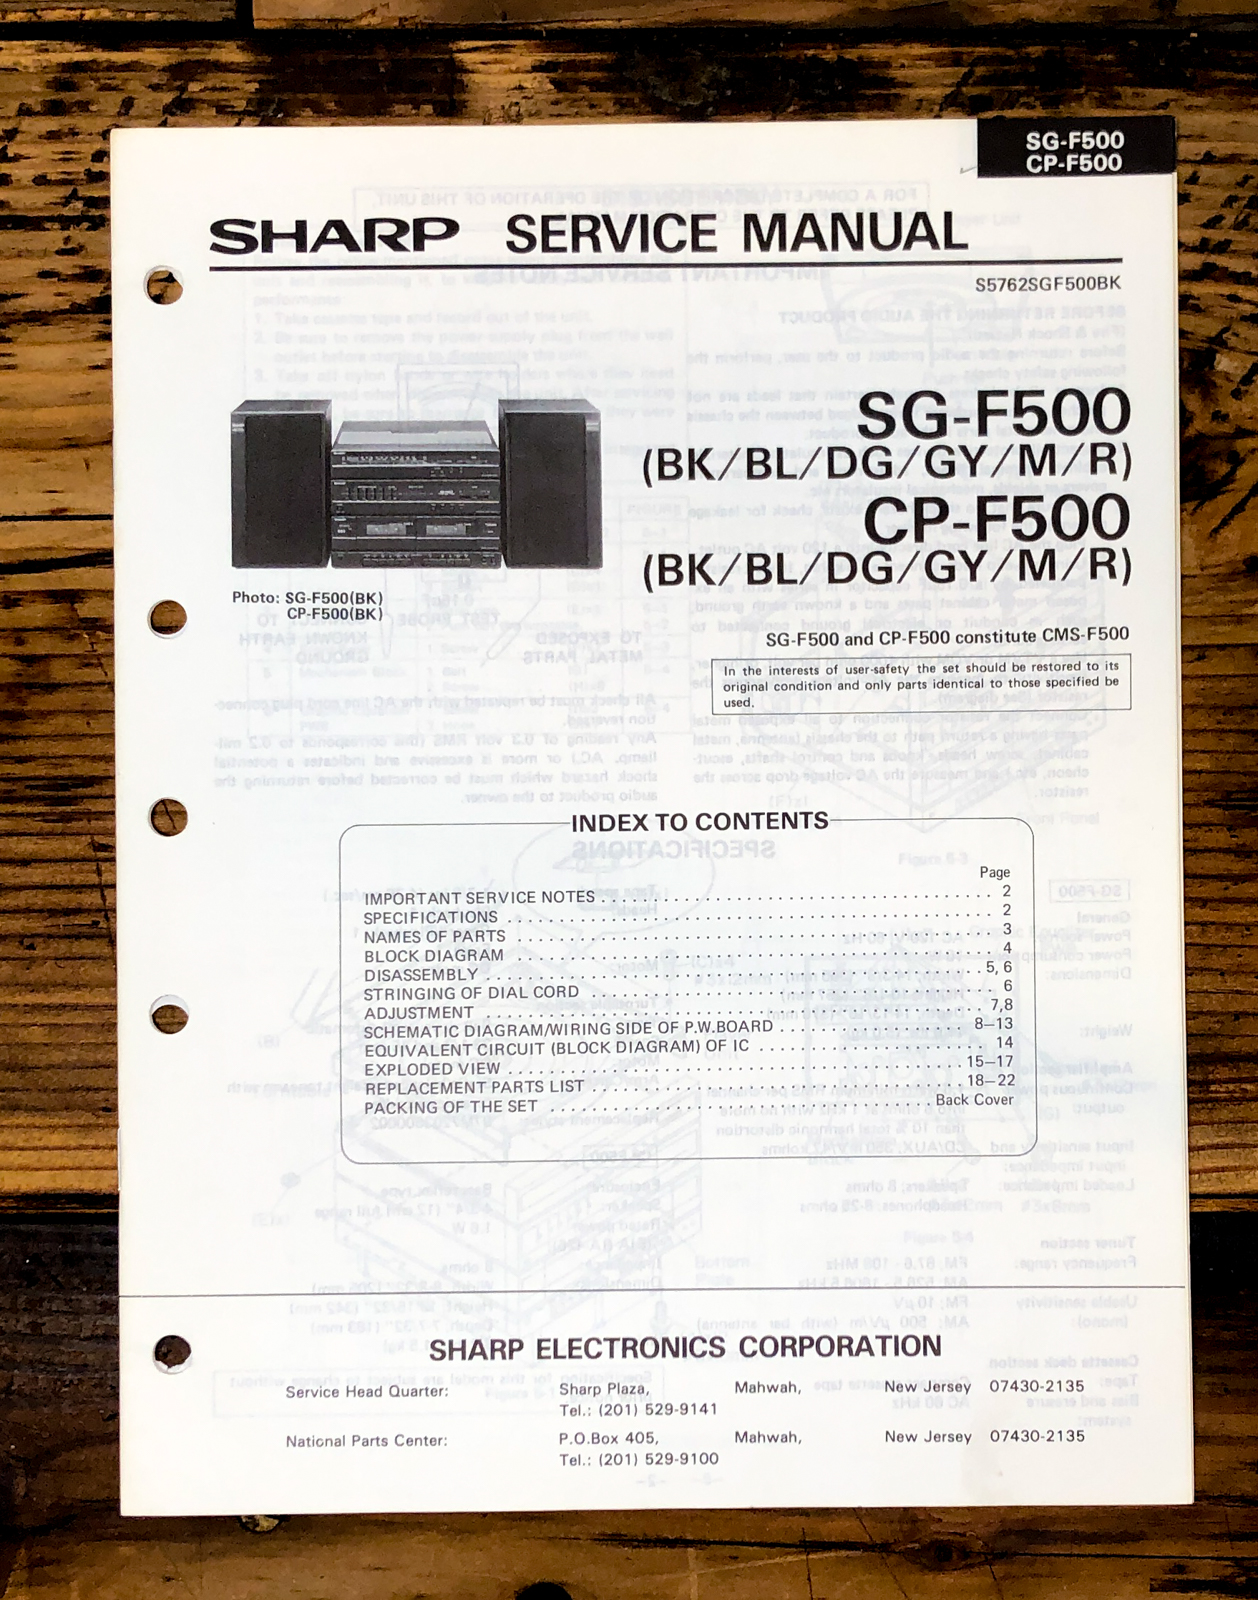 SG-F500
CP-F500
SHARP SERVICE MANUAL
S5762SGF500BK
SG-F500
(BK/BL/DG/GY/M/R)
CP-F500
(BK/BL/DG/GY/M/R)
Photo: SG-F500(BK)
CP-F500(BK)
SG-F500 and CP-F500 constitute CMS-F500
In the interests of user-safety the set should be restored to its
original condition and only parts identical to those specified be
used.
INDEX TO CONTENTS
Page
IMPORTANT SERVICE NOTES . . . . . . . . . . . . . . . . . . . . . . . . . . . . . . 2
SPECIFICATIONS . . . . . . . . . . . . . . . . . . . . . . . . . . . . . . . . . . . . . 2
NAMES OF PARTS . . . . . . . . . . . . . . . . . . . . . . . . . . . . . . . . . . . . 3
BLOCK DIAGRAM . . . . . . . . . . . . . . . . . . . . . . . . . . . . . . . . . . . . 4
DISASSEMBLY . . . . . . . . . . . . . . . . . . . . . . . . . . . . . . . . . . . . 5, 6
STRINGING OF DIAL CORD . . . . . . . . . . . . . . . . . . . . . . . . . . . . . . 6
ADJUSTMENT . . . . . . . . . . . . . . . . . . . . . . . . . . . . . . . . . . . . . 7,8
SCHEMATIC DIAGRAM/WIRING SIDE OF P.W.BOARD . . . . . . . . . . . . 8–13
EQUIVALENT CIRCUIT (BLOCK DIAGRAM) OF IC . . . . . . . . . . . . . . . 14
EXPLODED VIEW . . . . . . . . . . . . . . . . . . . . . . . . . . . . . . . . . 15–17
REPLACEMENT PARTS LIST . . . . . . . . . . . . . . . . . . . . . . . . . . . 18–22
PACKING OF THE SET . . . . . . . . . . . . . . . . . . . . . . . . . . . Back Cover
SHARP ELECTRONICS CORPORATION
Service Head Quarter: Sharp Plaza, Mahwah, New Jersey 07430-2135
Tel.: (201) 529-9141
National Parts Center: P.O.Box 405, Mahwah, New Jersey 07430-2135
Tel.: (201) 529-9100